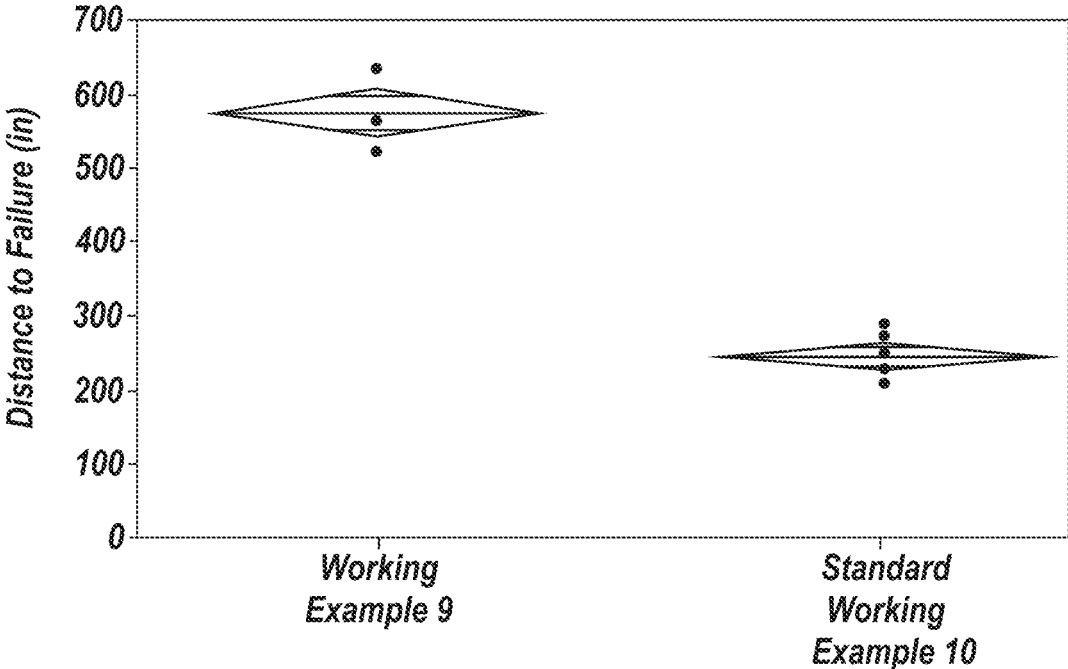 Distance to Failure (in)
700
600
500
400
300
200
100
0
Working
Example 9
Standard
Working
Example 10